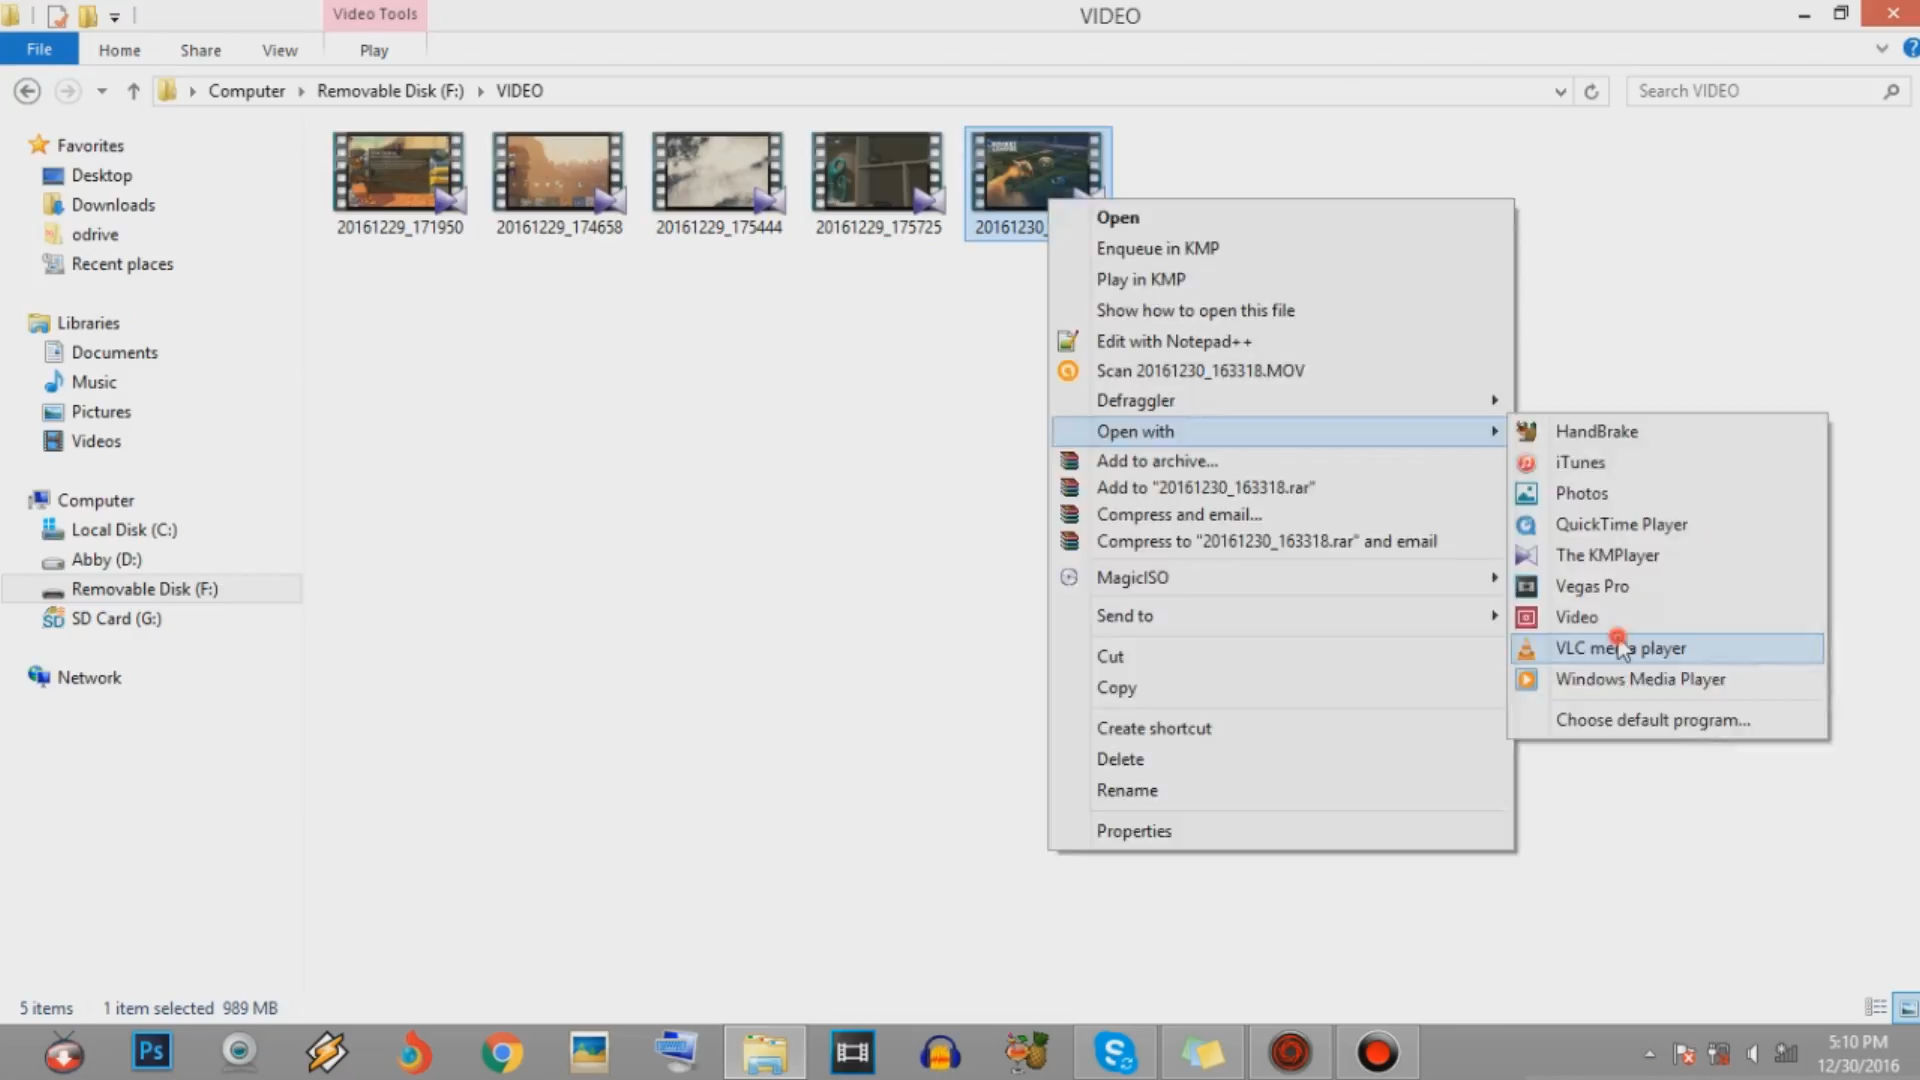 Video Tools
VIDEO
File
Home
Share
View
Play
Computer
Removable Disk (F:)
VIDEO
Search VIDEO
Favorites
Desktop
Downloads
odrive
Recent places
Libraries
Documents
Music
Pictures
Videos
Computer
Local Disk (C:)
Abby (D:)
Removable Disk (F:)
SD Card (G:)
Network
20161229_171950
20161229_174658
20161229_175444
20161229_175725
20161230_
Open
Enqueue in KMP
Play in KMP
Show how to open this file
Edit with Notepad++
Scan 20161230_163318.MOV
Defraggler
Open with
Add to archive...
Add to "20161230_163318.rar"
Compress and email...
Compress to "20161230_163318.rar" and email
MagicISO
Send to
Cut
Copy
Create shortcut
Delete
Rename
Properties
HandBrake
iTunes
Photos
QuickTime Player
The KMPlayer
Vegas Pro
Video
VLC media player
Windows Media Player
Choose default program...
5 items
1 item selected 989 MB
Ps
5:10 PM
12/30/2016